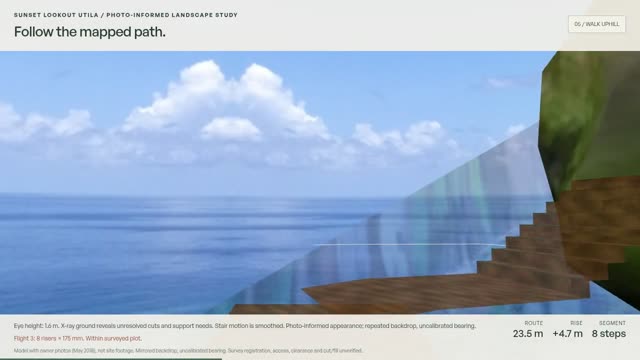 SUNSET LOOKOUT UTILA / PHOTO-INFORMED LANDSCAPE STUDY
Follow the mapped path.
05 / WALK UPHILL
Eye height: 1.6 m. X-ray ground reveals unresolved cuts and support needs. Stair motion is smoothed. Photo-informed appearance; repeated backdrop, uncalibrated bearing.
Flight 3: 8 risers × 175 mm. Within surveyed plot.
Model with owner photos (May 2018), not site footage. Mirrored backdrop, uncalibrated bearing. Survey registration, access, clearance and cut/fill unverified.
ROUTE RISE SEGMENT
23.5 m +4.7 m 8 steps